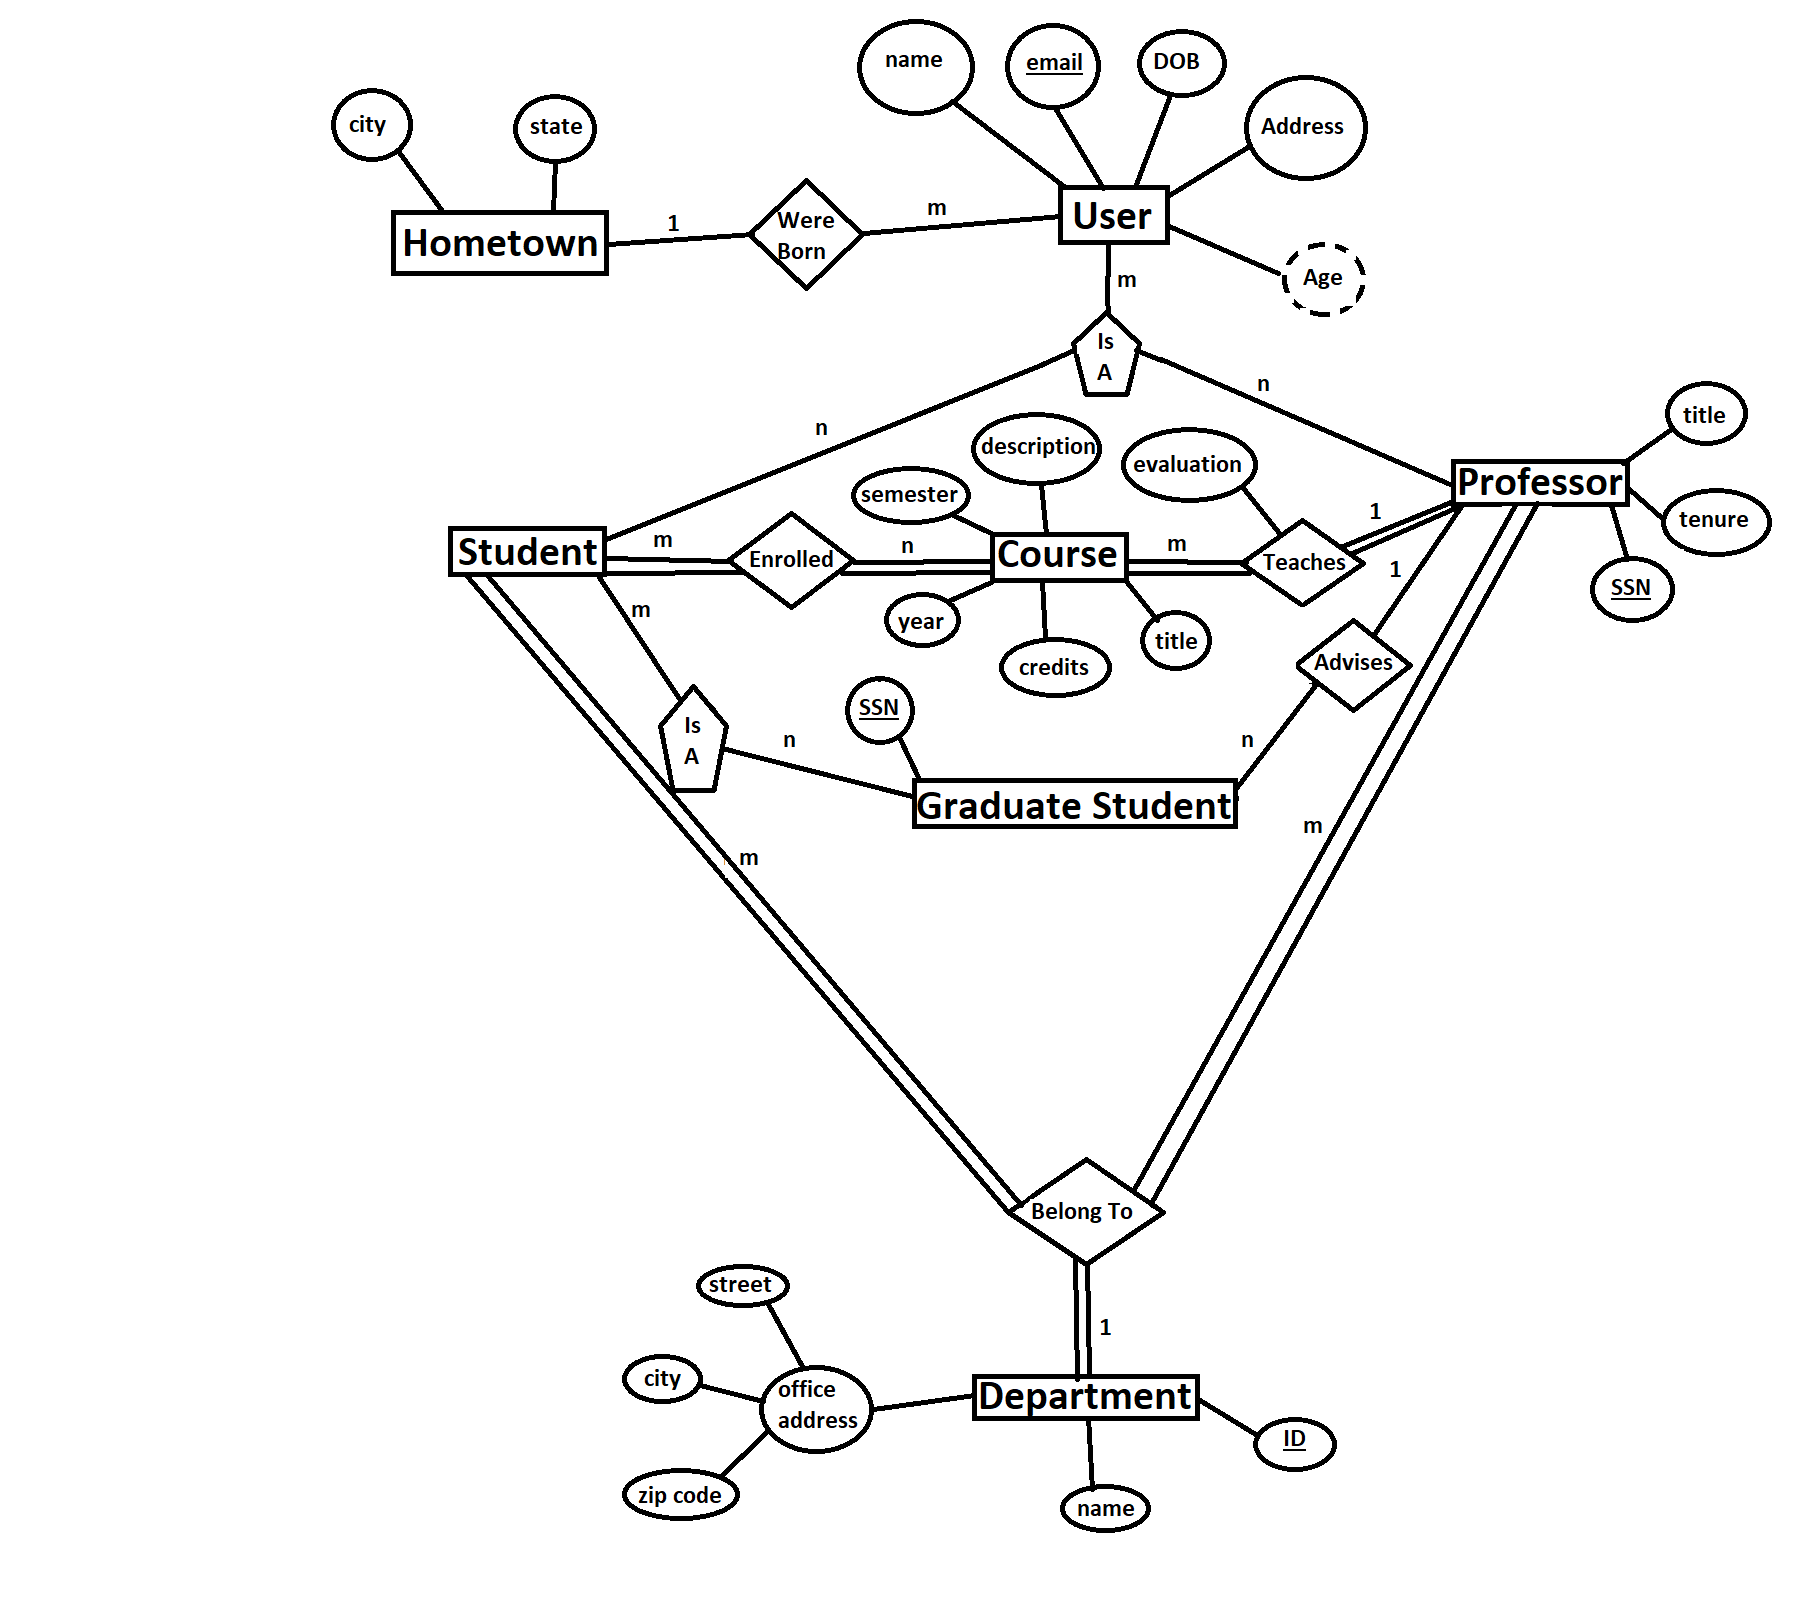 name
email
DOB
Address
city
state
Were
Born
1
m
User
Hometown
Age
m
Is
A
n
n
title
description
evaluation
semester
Professor
1
tenure
Student
m
Enrolled
n
Course
m
Teaches
1
SSN
m
year
title
credits
Advises
SSN
Is
A
n
n
Graduate Student
m
m
Belong To
street
1
city
office
address
Department
ID
zip code
name